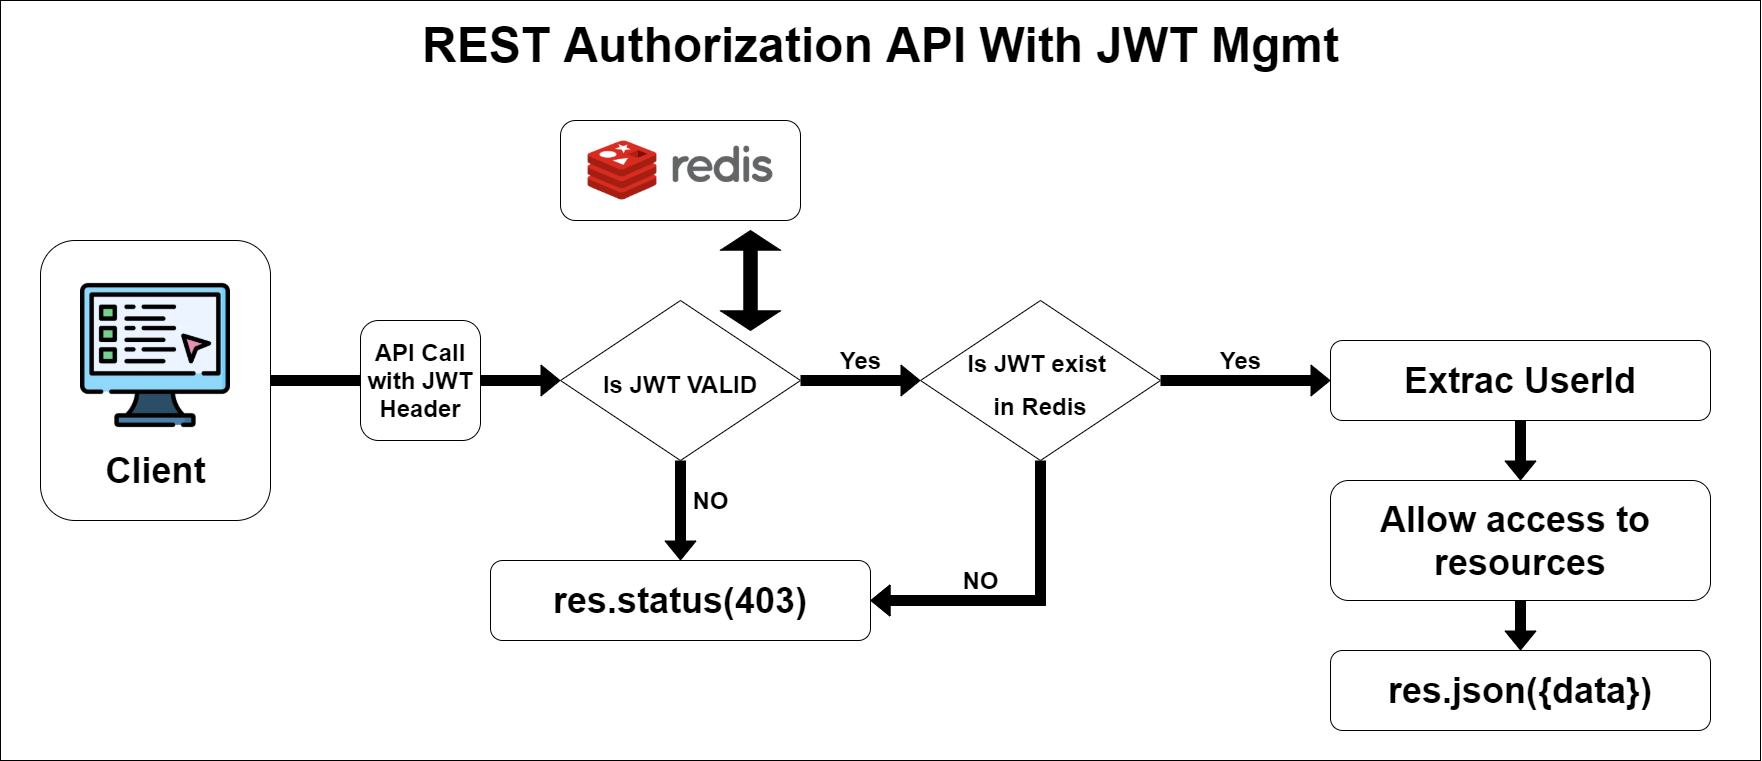 REST Authorization API With JWT Mgmt
redis
Client
API Call
with JWT
Header
Is JWT VALID
Yes
Is JWT exist
in Redis
Yes
Extrac UserId
NO
NO
Allow access to
resources
res.status(403)
res.json({data})